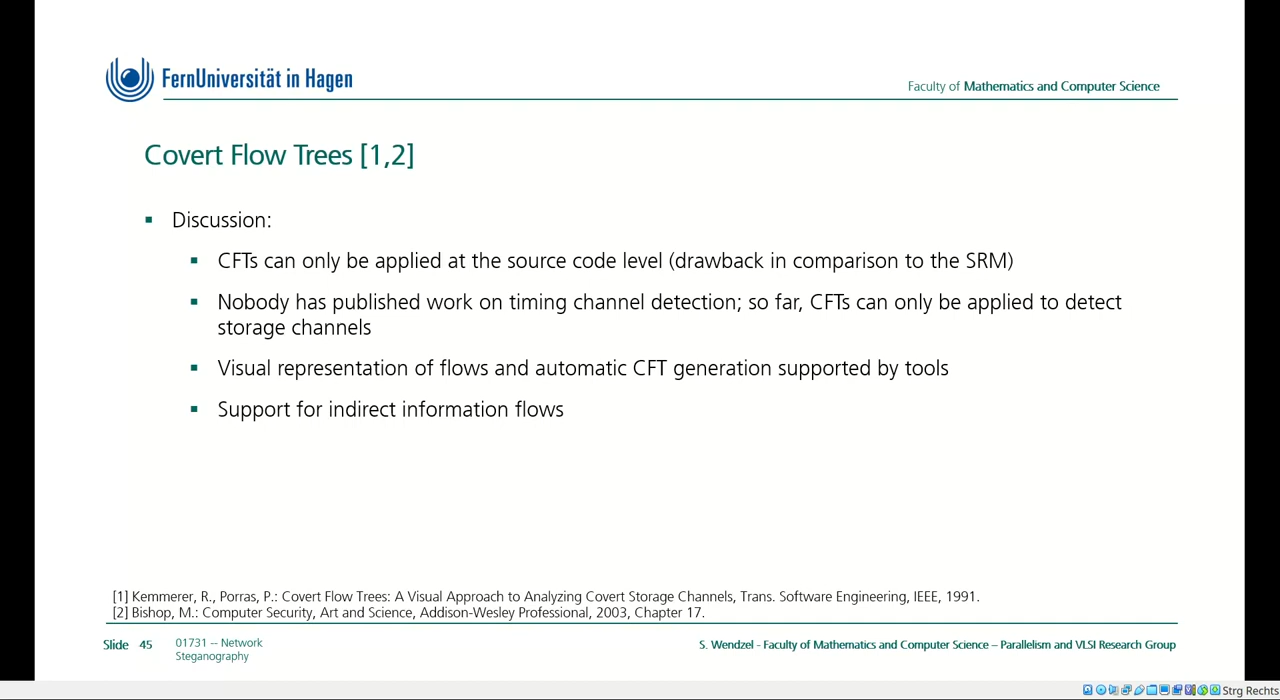 FernUniversität in Hagen
Faculty of Mathematics and Computer Science
Covert Flow Trees [1,2]
▪ Discussion:
▪ CFTs can only be applied at the source code level (drawback in comparison to the SRM)
▪ Nobody has published work on timing channel detection; so far, CFTs can only be applied to detect
storage channels
▪ Visual representation of flows and automatic CFT generation supported by tools
▪ Support for indirect information flows
[1] Kemmerer, R., Porras, P.: Covert Flow Trees: A Visual Approach to Analyzing Covert Storage Channels, Trans. Software Engineering, IEEE, 1991.
[2] Bishop, M.: Computer Security, Art and Science, Addison-Wesley Professional, 2003, Chapter 17.
Slide 45
01731 -- Network
Steganography
S. Wendzel - Faculty of Mathematics and Computer Science – Parallelism and VLSI Research Group
Strg Rechts